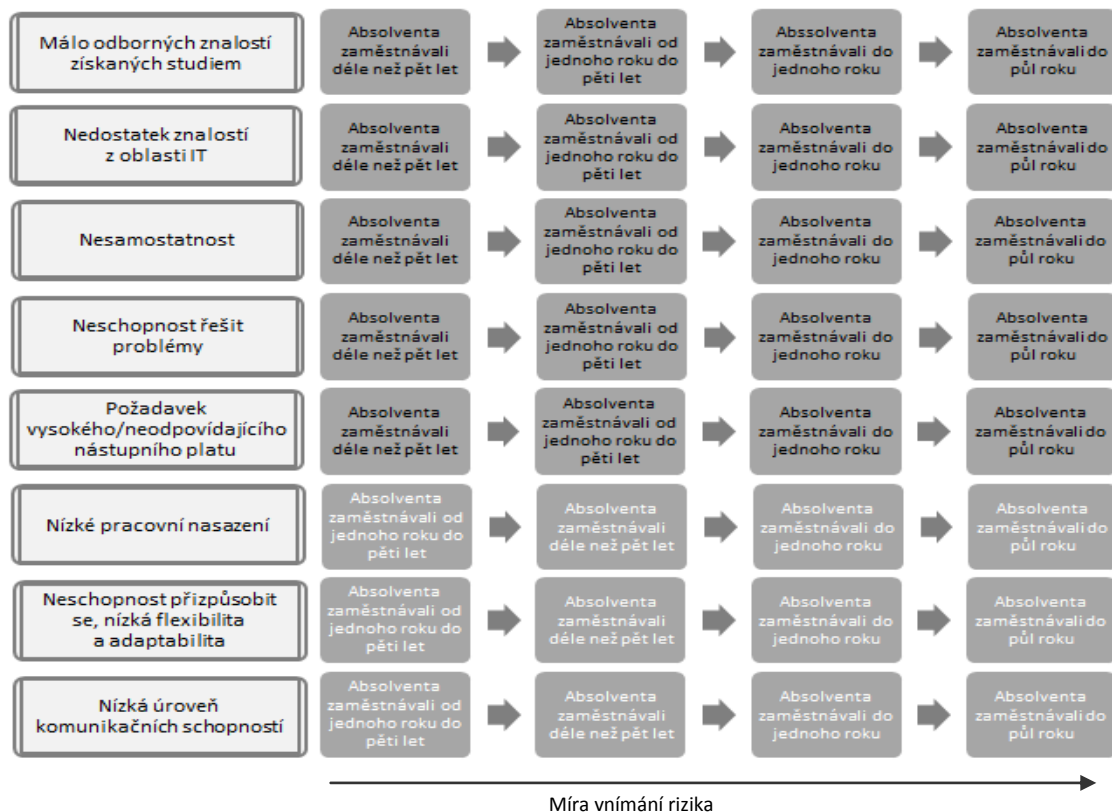 Málo odborných znalostí
získaných studiem
Absolventa
zaměstnávali
déle než pět let
Absolventa
zaměstnávali od
jednoho roku do
pěti let
Abssolventa
zaměstnávali do
jednoho roku
Absolventa
zaměstnávali do
půl roku
Nedostatek znalostí
z oblasti IT
Absolventa
zaměstnávali
déle než pět let
Absolventa
zaměstnávali od
jednoho roku do
pěti let
Absolventa
zaměstnávali do
jednoho roku
Absolventa
zaměstnávali do
půl roku
Nesamostatnost
Absolventa
zaměstnávali
déle než pět let
Absolventa
zaměstnávali od
jednoho roku do
pěti let
Absolventa
zaměstnávali do
jednoho roku
Absolventa
zaměstnávali do
půl roku
Neschopnost řešit
problémy
Absolventa
zaměstnávali
déle než pět let
Absolventa
zaměstnávali od
jednoho roku do
pěti let
Absolventa
zaměstnávali do
jednoho roku
Absolventa
zaměstnávali do
půl roku
Požadavek
vysokého/neodpovídajícího
nástupního platu
Absolventa
zaměstnávali
déle než pět let
Absolventa
zaměstnávali od
jednoho roku do
pěti let
Absolventa
zaměstnávali do
jednoho roku
Absolventa
zaměstnávali do
půl roku
Nízké pracovní nasazení
Absolventa
zaměstnávali od
jednoho roku do
pěti let
Absolventa
zaměstnávali
déle než pět let
Absolventa
zaměstnávali do
jednoho roku
Absolventa
zaměstnávali do
půl roku
Neschopnost přizpůsobit
se, nízká flexibilita
a adaptabilita
Absolventa
zaměstnávali od
jednoho roku do
pěti let
Absolventa
zaměstnávali
déle než pět let
Absolventa
zaměstnávali do
jednoho roku
Absolventa
zaměstnávali do
půl roku
Nízká úroveň
komunikačních schopností
Absolventa
zaměstnávali od
jednoho roku do
pěti let
Absolventa
zaměstnávali
déle než pět let
Absolventa
zaměstnávali do
jednoho roku
Absolventa
zaměstnávali do
půl roku
Míra vnímání rizika